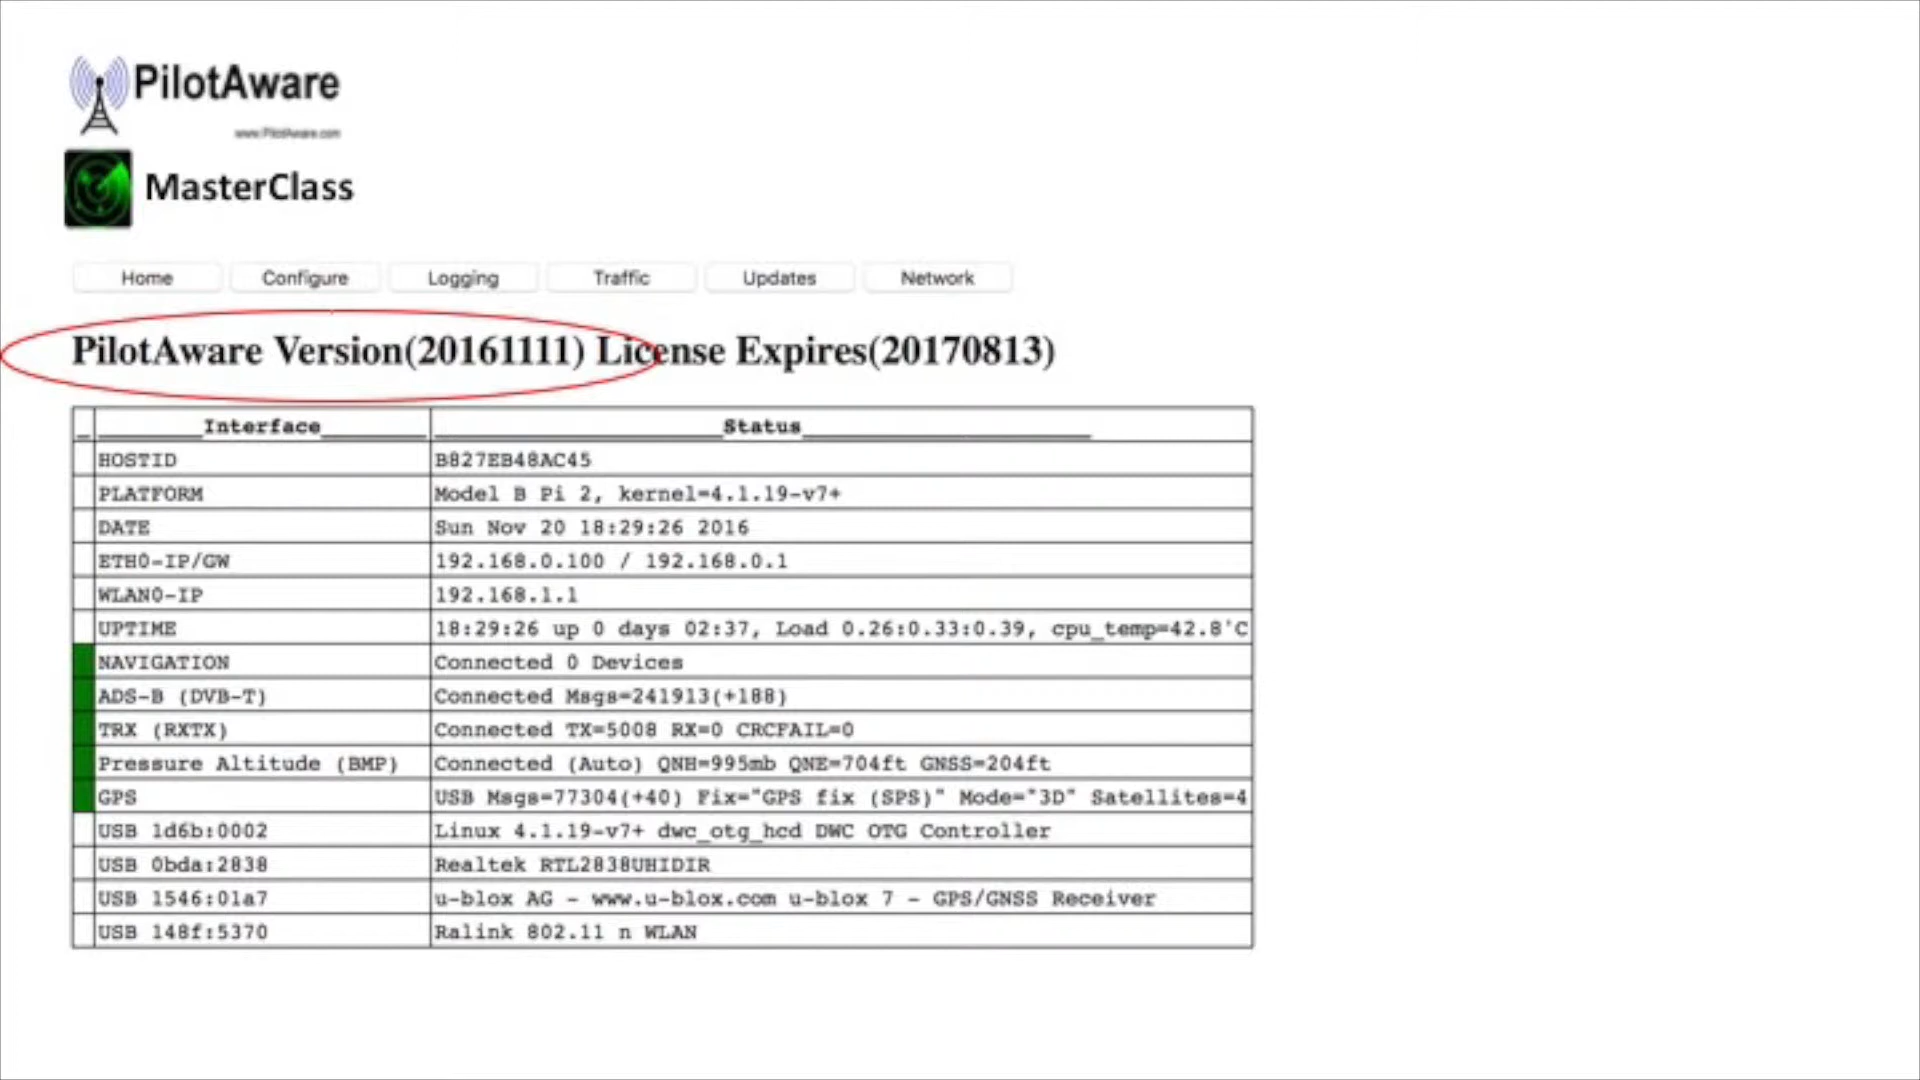 PilotAware
www.PilotAware.com
MasterClass
Home Configure Logging Traffic Updates Network
PilotAware Version(20161111) License Expires(20170813)
_ Interface Status
HOSTID B827EB48AC45
PLATFORM Model B Pi 2, kernel=4.1.19-v7+
DATE Sun Nov 20 18:29:26 2016
ETH0-IP/GW 192.168.0.100 / 192.168.0.1
WLAN0-IP 192.168.1.1
UPTIME 18:29:26 up 0 days 02:37, Load 0.26:0.33:0.39, cpu_temp=42.8'C
NAVIGATION Connected 0 Devices
ADS-B (DVB-T) Connected Msgs=241913(+188)
TRX (RXTX) Connected TX=5008 RX=0 CRCFAIL=0
Pressure Altitude (BMP) Connected (Auto) QNH=995mb QNE=704ft GNSS=204ft
GPS USB Msgs=77304(+40) Fix="GPS fix (SPS)" Mode="3D" Satellites=4
USB 1d6b:0002 Linux 4.1.19-v7+ dwc_otg_hcd DWC OTG Controller
USB 0bda:2838 Realtek RTL2838UHIDIR
USB 1546:01a7 u-blox AG - www.u-blox.com u-blox 7 - GPS/GNSS Receiver
USB 148f:5370 Ralink 802.11 n WLAN